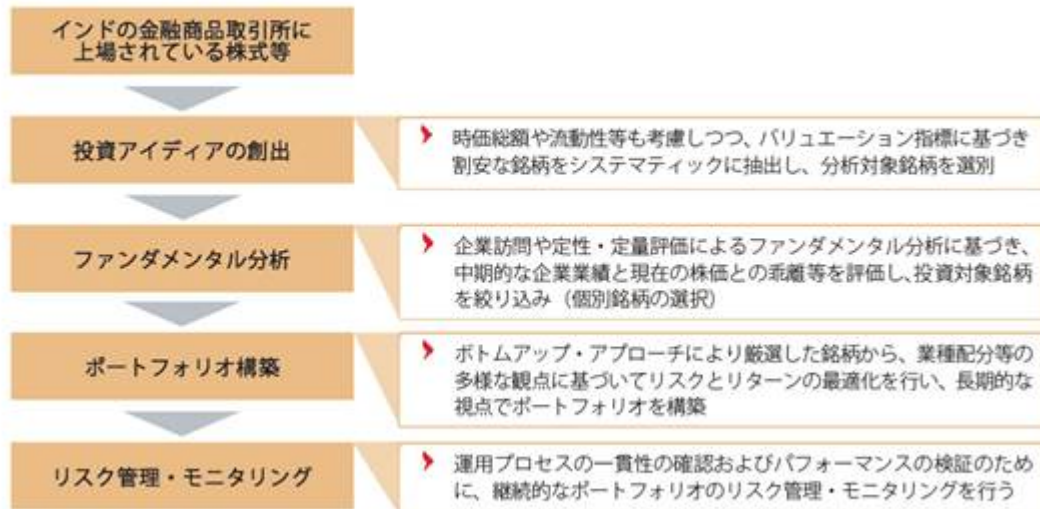 インドの金融商品取引所に
上場されている株式等
投資アイディアの創出
時価総額や流動性等も考慮しつつ、バリュエーション指標に基づき
割安な銘柄をシステマティックに抽出し、分析対象銘柄を選別
ファンダメンタル分析
企業訪問や定性・定量評価によるファンダメンタル分析に基づき、
中期的な企業業績と現在の株価との乖離等を評価し、投資対象銘柄
を絞り込み（個別銘柄の選択）
ポートフォリオ構築
ボトムアップ・アプローチにより厳選した銘柄から、業種配分等の
多様な観点に基づいてリスクとリターンの最適化を行い、長期的な
視点でポートフォリオを構築
リスク管理・モニタリング
運用プロセスの一貫性の確認およびパフォーマンスの検証のため
に、継続的なポートフォリオのリスク管理・モニタリングを行う